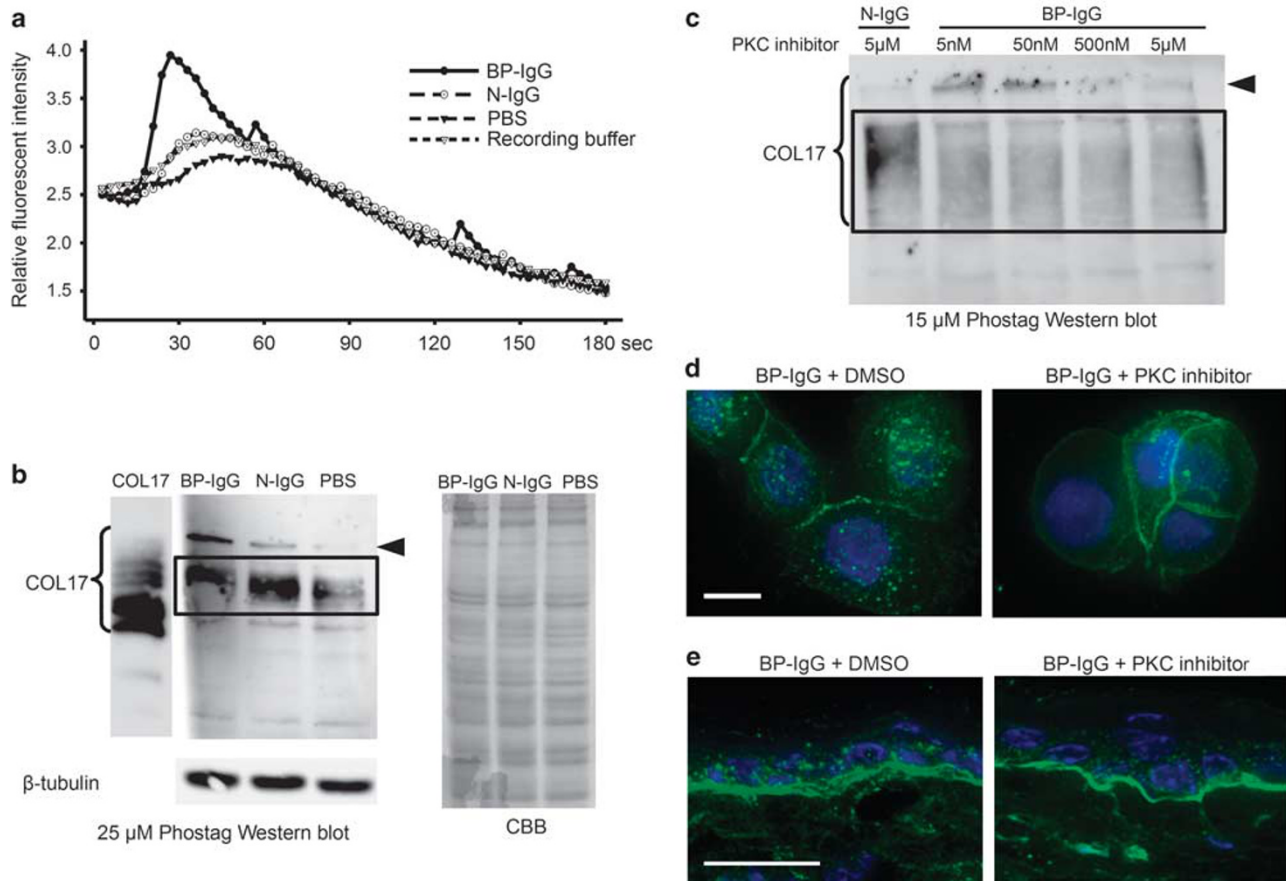 a
Relative fluorescent intensity
4.0
3.5
3.0
2.5
2.0
1.5
0 30 60 90 120 150 180 sec
BP-IgG
N-IgG
PBS
Recording buffer
b
COL17 BP-IgG N-IgG PBS
COL17
β-tubulin
25 µM Phostag Western blot
BP-IgG N-IgG PBS
CBB
c
N-IgG BP-IgG
PKC inhibitor 5µM 5nM 50nM 500nM 5µM
COL17
15 µM Phostag Western blot
d
BP-IgG + DMSO BP-IgG + PKC inhibitor
e
BP-IgG + DMSO BP-IgG + PKC inhibitor